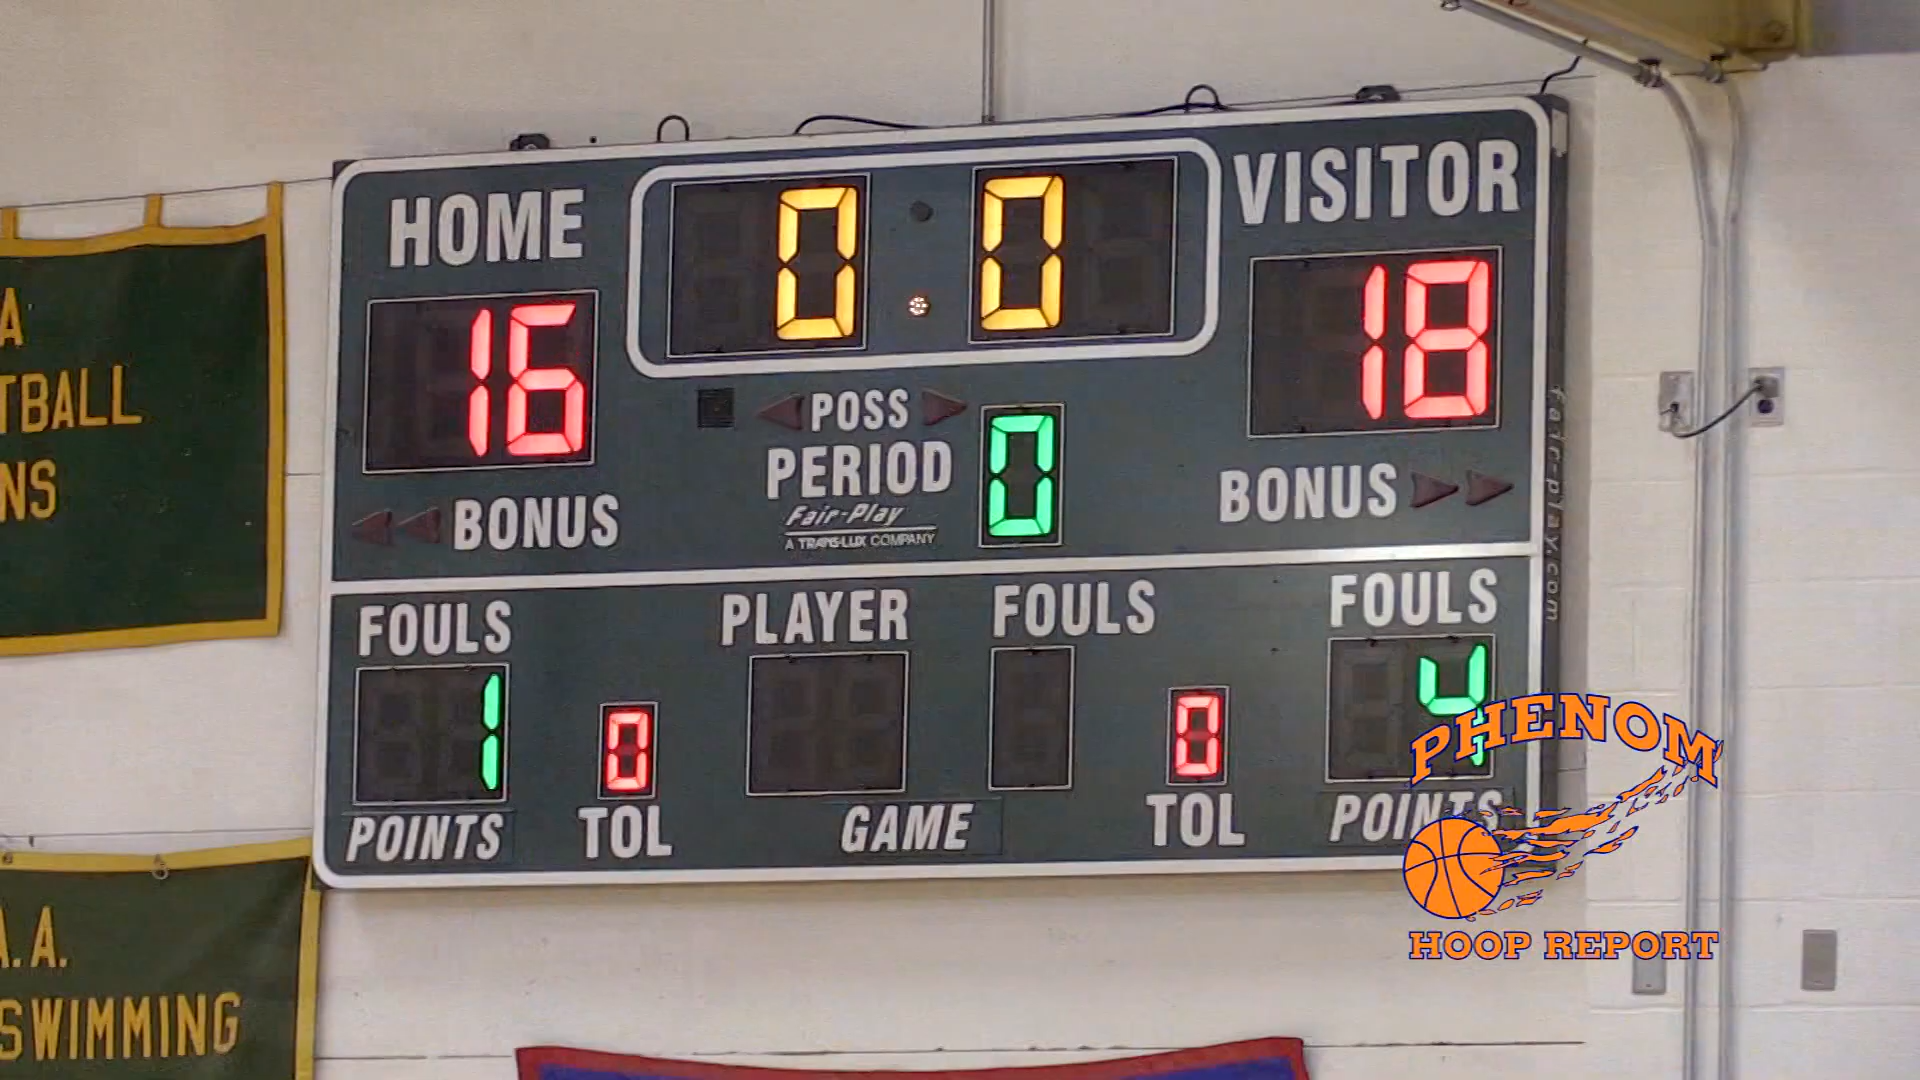 HOME
0.0
VISITOR
16
18
POSS
PERIOD
0
Fair-Play
A TRANS-LUX COMPANY
BONUS
BONUS
fair-play.com
FOULS
PLAYER
FOULS
FOULS
1
0
0
4
POINTS
TOL
GAME
TOL
POINTS
A
TBALL
NS
.A.
SWIMMING
PHENOM
HOOP REPORT